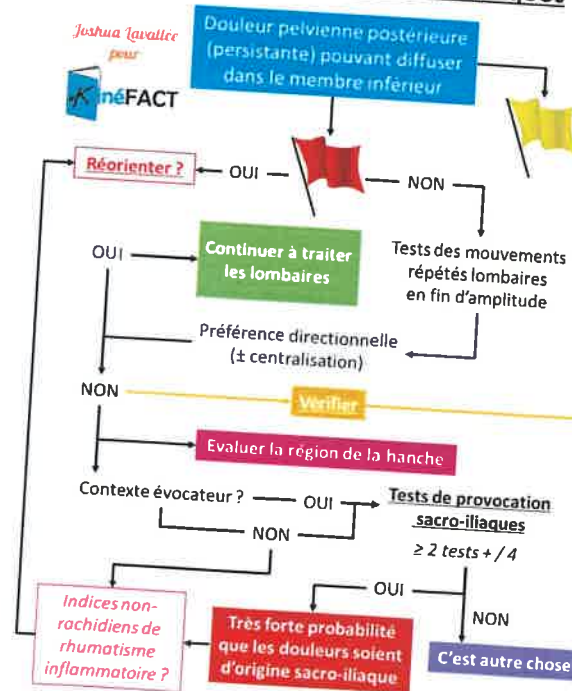 Joshua Lavallée
pour
KinéFACT
Douleur pelvienne postérieure
(persistante) pouvant diffuser
dans le membre inférieur
Réorienter ?
OUI
NON
OUI
Continuer à traiter
les lombaires
Tests des mouvements
répétés lombaires
en fin d'amplitude
Préférence directionnelle
(± centralisation)
NON
Vérifier
Evaluer la région de la hanche
Contexte évocateur ?
OUI
Tests de provocation
sacro-iliaques
≥ 2 tests + / 4
NON
OUI
NON
Indices non-
rachidiens de
rhumatisme
inflammatoire ?
Très forte probabilité
que les douleurs soient
d'origine sacro-iliaque
C'est autre chose